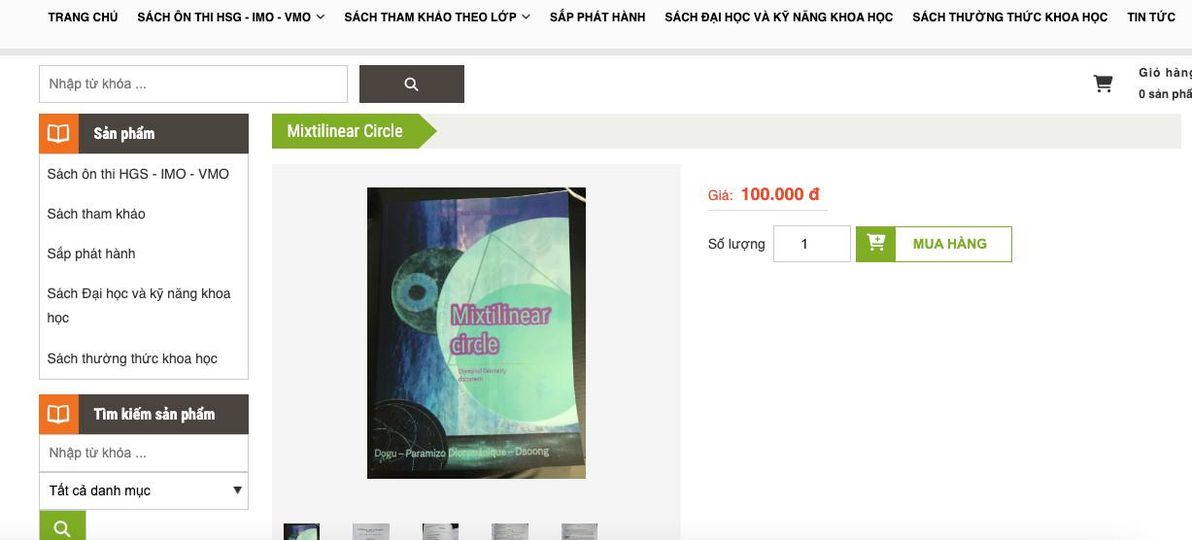 TRANG CHỦ SÁCH ÔN THI HSG - IMO - VMO SÁCH THAM KHẢO THEO LỚP SẮP PHÁT HÀNH SÁCH ĐẠI HỌC VÀ KỸ NĂNG KHOA HỌC SÁCH THƯỜNG THỨC KHOA HỌC TIN TỨC
Nhập từ khóa ...
Giỏ hàng
0 sản phẩ
Sản phẩm
Sách ôn thi HGS - IMO - VMO
Sách tham khảo
Sắp phát hành
Sách Đại học và kỹ năng khoa
học
Sách thường thức khoa học
Tìm kiếm sản phẩm
Nhập từ khóa ...
Tất cả danh mục
Mixtilinear Circle
Mixtilinear
circle
Olympiad Geometry
document
Dogu – Paramizo Dicrananique – Dsoong
Giá: 100.000 đ
Số lượng 1 MUA HÀNG